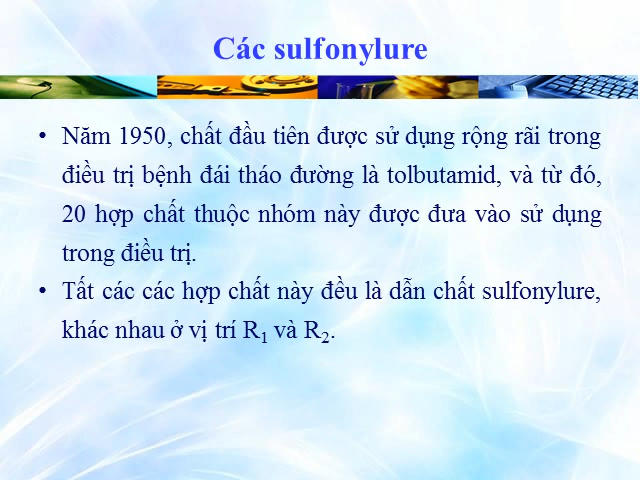 Các sulfonylure
• Năm 1950, chất đầu tiên được sử dụng rộng rãi trong
điều trị bệnh đái tháo đường là tolbutamid, và từ đó,
20 hợp chất thuộc nhóm này được đưa vào sử dụng
trong điều trị.
• Tất các các hợp chất này đều là dẫn chất sulfonylure,
khác nhau ở vị trí R₁ và R₂.